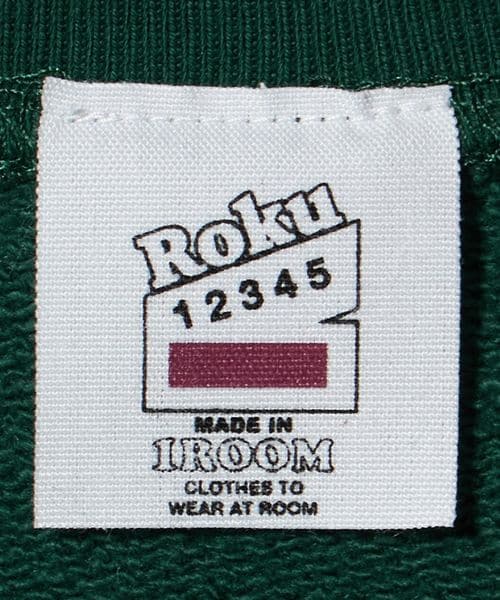 Roku
12345
MADE IN
1ROOM
CLOTHES TO
WEAR AT ROOM